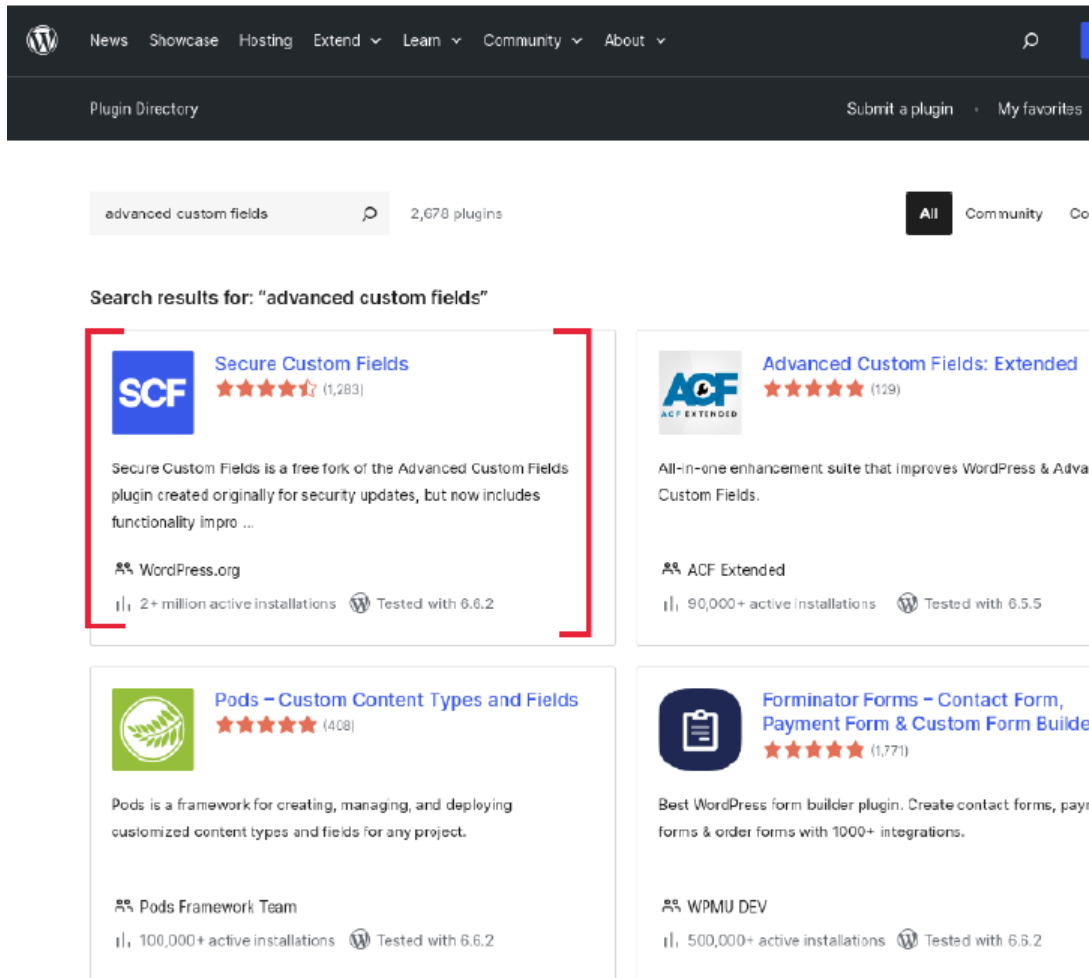 News Showcase Hosting Extend Learn Community About
Plugin Directory
Submit a plugin · My favorites
advanced custom fields
2,678 plugins
All Community Co
Search results for: “advanced custom fields”
SCF
Secure Custom Fields
(1,283)
Secure Custom Fields is a free fork of the Advanced Custom Fields
plugin created originally for security updates, but now includes
functionality impro ...
WordPress.org
2+ million active installations Tested with 6.6.2
ACF
ACF EXTENDED
Advanced Custom Fields: Extended
(129)
All-in-one enhancement suite that improves WordPress & Adva
Custom Fields.
ACF Extended
90,000+ active installations Tested with 6.5.5
Pods – Custom Content Types and Fields
(408)
Pods is a framework for creating, managing, and deploying
customized content types and fields for any project.
Pods Framework Team
100,000+ active installations Tested with 6.6.2
Forminator Forms – Contact Form,
Payment Form & Custom Form Builde
(1,771)
Best WordPress form builder plugin. Create contact forms, payr
forms & order forms with 1000+ integrations.
WPMU DEV
500,000+ active installations Tested with 6.6.2